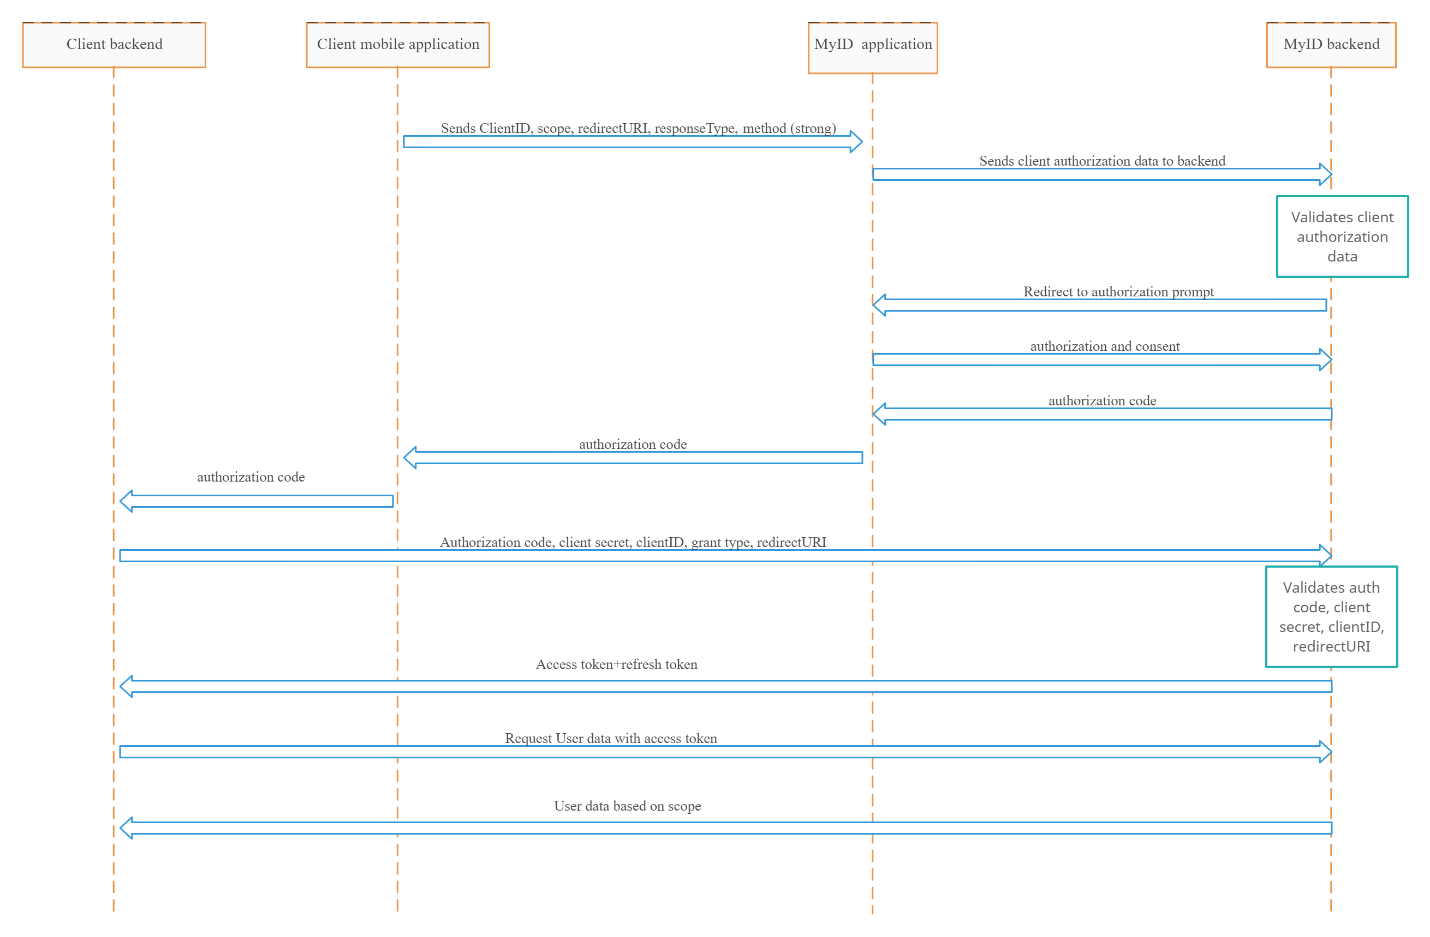 Client backend
Client mobile application
MyID  application
MyID backend
Sends ClientID, scope, redirectURI, responseType, method (strong)
Sends client authorization data to backend
Validates client
authorization
data
Redirect to authorization prompt
authorization and consent
authorization code
authorization code
authorization code
Authorization code, client secret, clientID, grant type, redirectURI
Validates auth
code, client
secret, clientID,
redirectURI
Access token+refresh token
Request User data with access token
User data based on scope